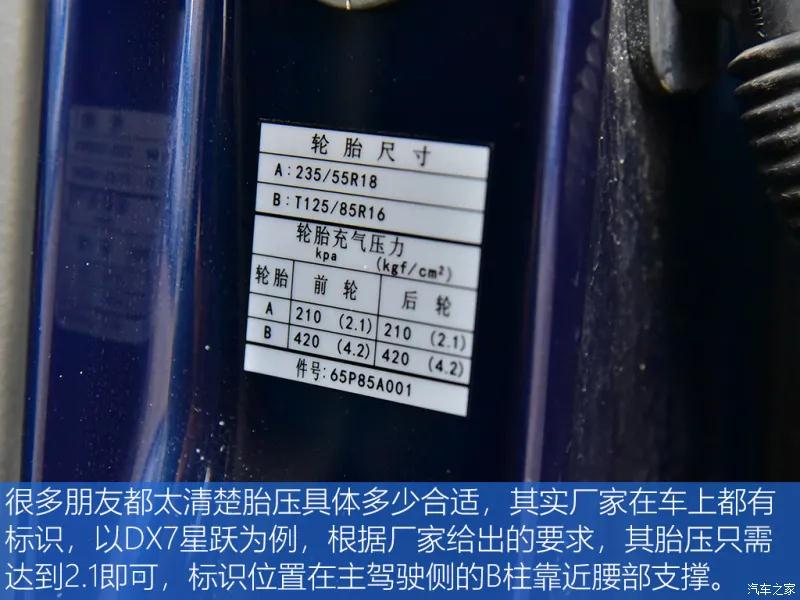 轮胎尺寸
A:235/55R18
B:T125/85R16
轮胎充气压力
kpa (kgf/cm²)
轮胎 前轮 后轮
A 210 (2.1) 210 (2.1)
B 420 (4.2) 420 (4.2)
件号:65P85A001
很多朋友都太清楚胎压具体多少合适，其实厂家在车上都有
标识，以DX7星跃为例，根据厂家给出的要求，其胎压只需
达到2.1即可，标识位置在主驾驶侧的B柱靠近腰部支撑。
汽车之家